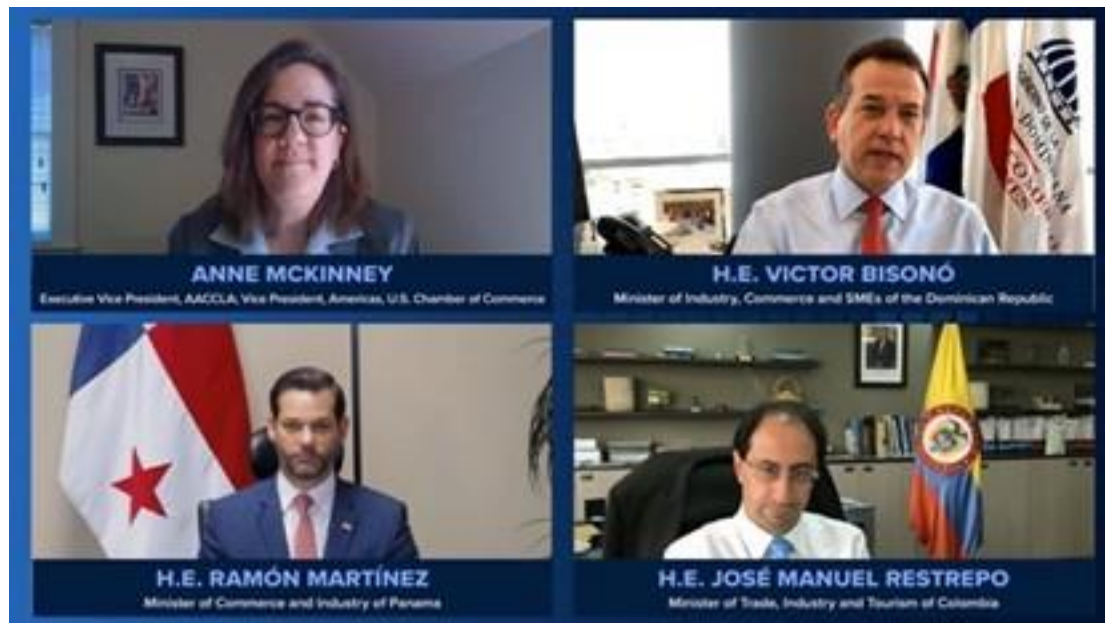 ANNE MCKINNEY
Executive Vice President, AACCLA; Vice President, Americas, U.S. Chamber of Commerce
H.E. VICTOR BISONÓ
Minister of Industry, Commerce and SMEs of the Dominican Republic
H.E. RAMÓN MARTÍNEZ
Minister of Commerce and Industry of Panama
H.E. JOSÉ MANUEL RESTREPO
Minister of Trade, Industry and Tourism of Colombia